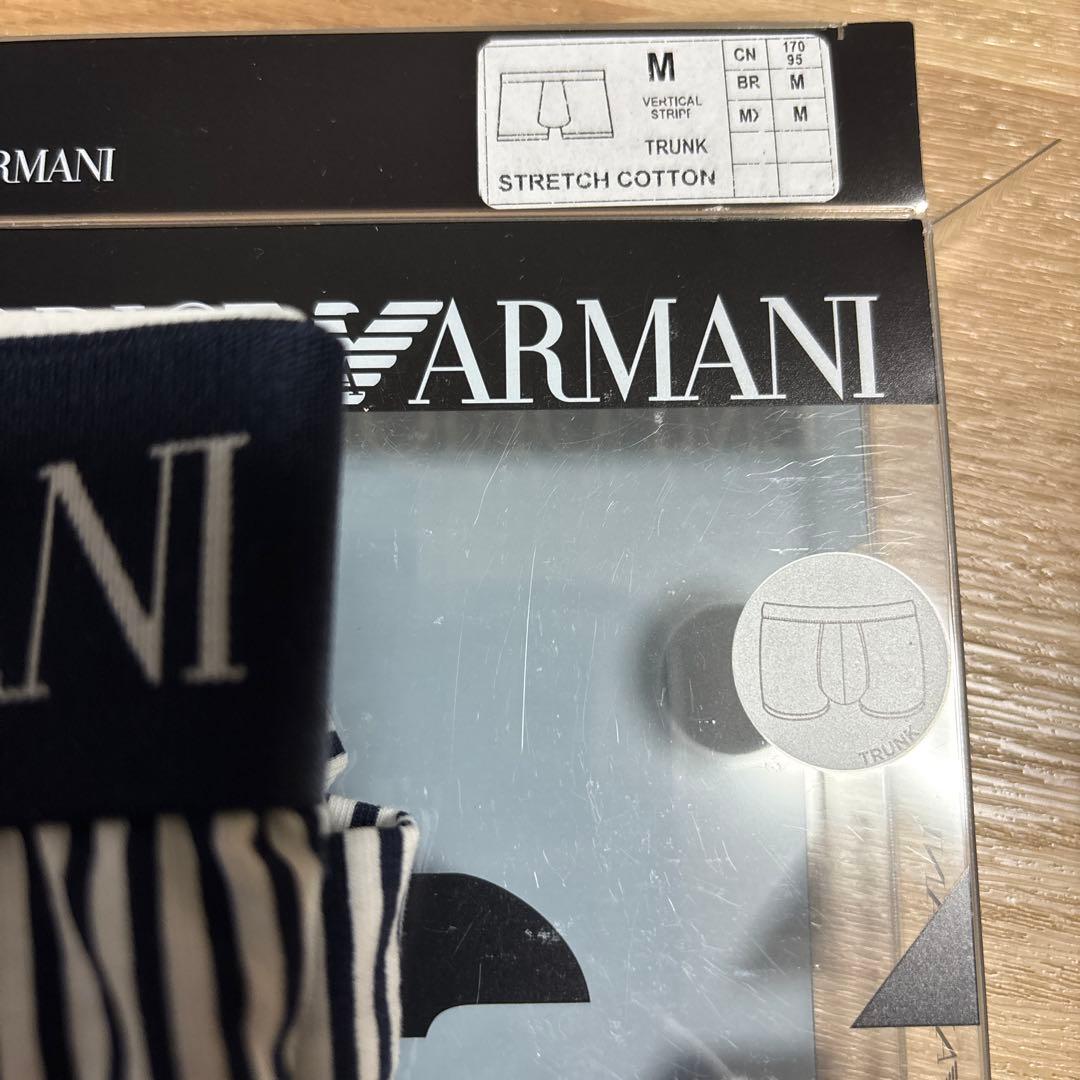 M
VERTICAL
STRIPE
TRUNK
STRETCH COTTON
CN 170 95
BR M
MX M
ARMANI
ARMANI
ANI
TRUNK